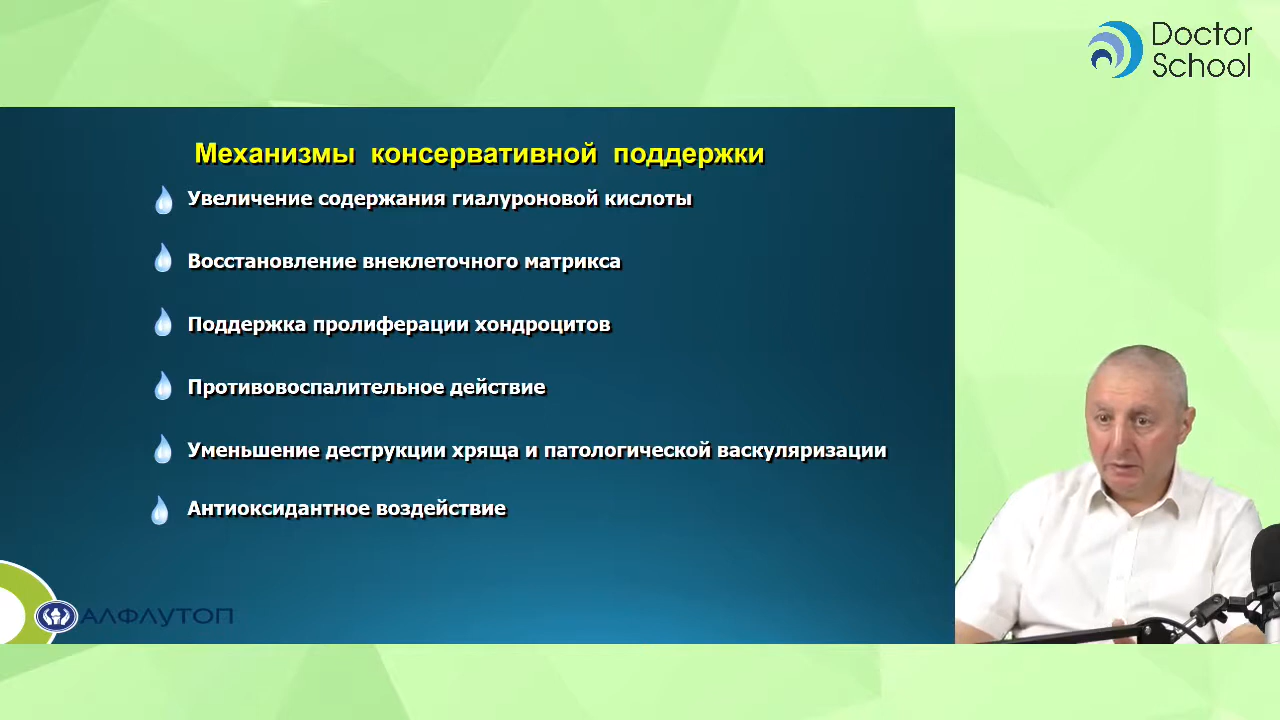 Doctor
School
Механизмы консервативной поддержки
Увеличение содержания гиалуроновой кислоты
Восстановление внеклеточного матрикса
Поддержка пролиферации хондроцитов
Противовоспалительное действие
Уменьшение деструкции хряща и патологической васкуляризации
Антиоксидантное воздействие
АЛФЛУТОП